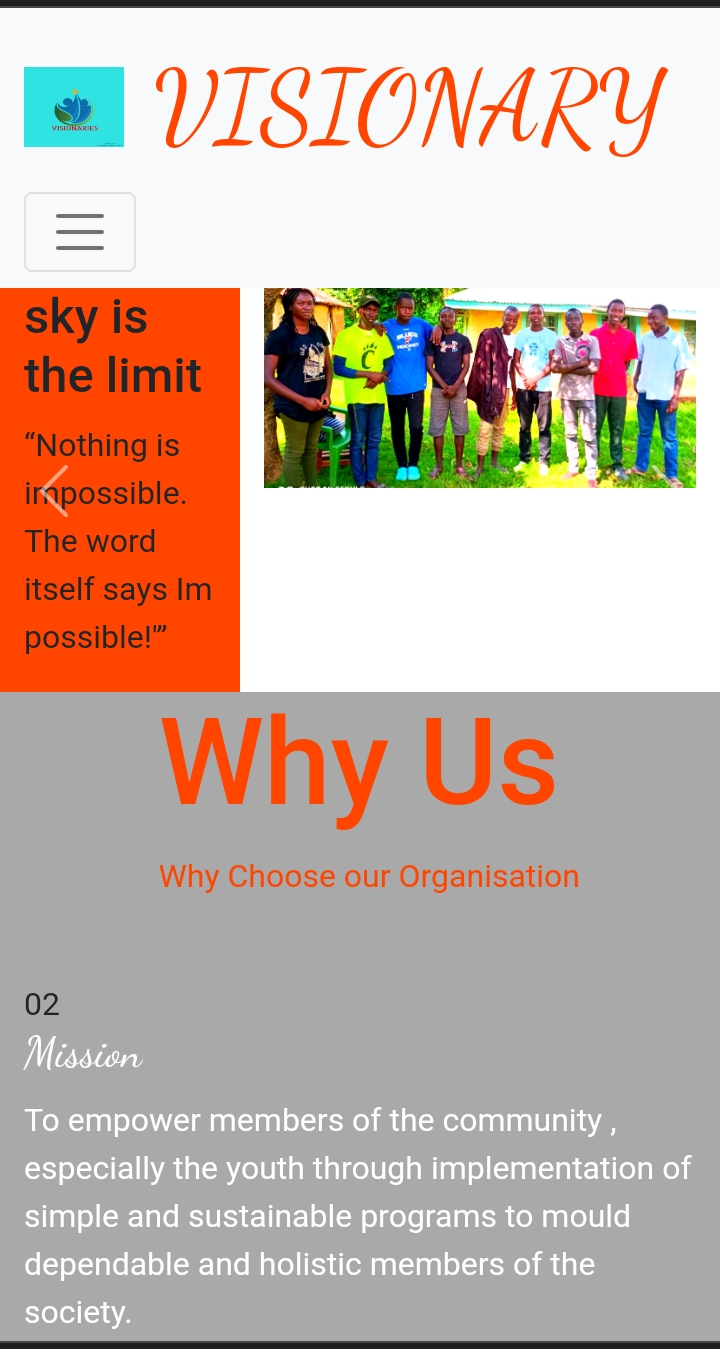 VISIONARIES
VISIONARY
sky is
the limit
“Nothing is
impossible.
The word
itself says Im
possible!'”
Why Us
Why Choose our Organisation
02
Mission
To empower members of the community ,
especially the youth through implementation of
simple and sustainable programs to mould
dependable and holistic members of the
society.